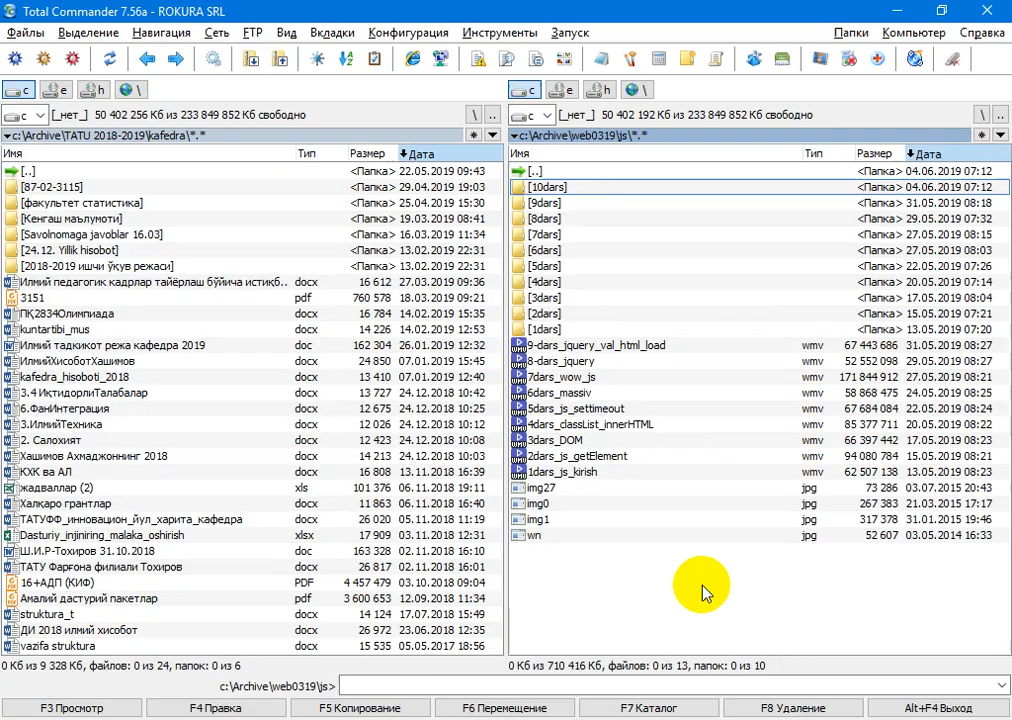 Total Commander 7.56a - ROKURA SRL
Файлы Выделение Навигация Сеть FTP Вид Вкладки Конфигурация Инструменты Запуск Папки Компьютер Справка
c e h \ c e h \
c [_нет_] 50 402 256 Кб из 233 849 852 Кб свободно \ .. c [_нет_] 50 402 192 Кб из 233 849 852 Кб свободно \ ..
c:\Archive\TATU 2018-2019\kafedra\*.* * c:\Archive\web0319\js\*.* *
Имя Тип Размер Дата
[..] <Папка> 22.05.2019 09:43
[87-02-3115] <Папка> 29.04.2019 19:03
[факультет статистика] <Папка> 25.04.2019 15:30
[Кенгаш маълумоти] <Папка> 19.03.2019 08:41
[Savolnomaga javoblar 16.03] <Папка> 16.03.2019 11:34
[24.12. Yillik hisobot] <Папка> 13.02.2019 22:31
[2018-2019 ишчи ўқув режаси] <Папка> 13.02.2019 22:31
Илмий педагогик кадрлар тайёрлаш бўйича истиқб.. docx 16 612 27.03.2019 09:36
3151 pdf 760 578 18.03.2019 09:21
ПҚ2834Олимпиада docx 16 784 14.02.2019 15:35
kuntartibi_mus docx 14 226 14.02.2019 12:53
Илмий тадкикот режа кафедра 2019 doc 162 304 26.01.2019 12:32
ИлмийХисоботХашимов docx 24 850 07.01.2019 15:45
kafedra_hisoboti_2018 docx 13 410 07.01.2019 12:40
3.4 ИқтидорлиТалабалар docx 13 727 24.12.2018 10:42
6.ФанИнтеграция docx 12 675 24.12.2018 10:25
3.ИлмийТехника docx 12 026 24.12.2018 10:12
2. Салохият docx 12 423 24.12.2018 10:08
Хашимов Ахмаджоннинг 2018 docx 14 213 24.12.2018 10:03
КХК ва АЛ docx 16 808 13.11.2018 16:39
жадваллар (2) xls 101 376 06.11.2018 19:11
Халқаро грантлар docx 11 863 06.11.2018 16:40
ТАТУФФ_инновацион_йул_харита_кафедра docx 26 020 05.11.2018 11:19
Dasturiy_injiniring_malaka_oshirish xlsx 17 909 03.11.2018 12:31
Ш.И.Р-Тохиров 31.10.2018 doc 163 328 02.11.2018 16:10
ТАТУ Фарғона филиали Тохиров docx 26 821 02.11.2018 16:01
16+АДП (КИФ) PDF 4 457 479 03.10.2018 09:04
Амалий дастурий пакетлар pdf 3 600 653 12.09.2018 11:34
struktura_t docx 14 124 17.07.2018 15:49
ДИ 2018 илмий хисобот docx 26 972 23.06.2018 12:35
vazifa struktura docx 15 535 05.05.2017 18:56
0 Кб из 9 328 Кб, файлов: 0 из 24, папок: 0 из 6
Имя Тип Размер Дата
[..] <Папка> 04.06.2019 07:12
[10dars] <Папка> 04.06.2019 07:12
[9dars] <Папка> 31.05.2019 08:18
[8dars] <Папка> 29.05.2019 07:32
[7dars] <Папка> 27.05.2019 08:15
[6dars] <Папка> 27.05.2019 08:03
[5dars] <Папка> 22.05.2019 07:26
[4dars] <Папка> 20.05.2019 07:14
[3dars] <Папка> 17.05.2019 08:04
[2dars] <Папка> 15.05.2019 07:21
[1dars] <Папка> 13.05.2019 07:20
9-dars_jquery_val_html_load wmv 67 443 686 31.05.2019 08:27
8-dars_jquery wmv 52 552 098 29.05.2019 08:27
7dars_wow_js wmv 171 844 912 27.05.2019 08:21
6dars_massiv wmv 58 868 475 24.05.2019 08:25
5dars_js_settimeout wmv 67 684 084 22.05.2019 08:24
4dars_classList_innerHTML wmv 85 377 711 20.05.2019 08:22
3dars_DOM wmv 66 397 442 17.05.2019 08:23
2dars_js_getElement wmv 94 080 784 15.05.2019 08:21
1dars_js_kirish wmv 62 507 138 13.05.2019 08:23
img27 jpg 73 286 03.07.2015 20:43
img0 jpg 267 383 21.03.2015 17:17
img1 jpg 317 378 31.01.2015 19:46
wn jpg 52 607 03.05.2014 16:33
0 Кб из 710 416 Кб, файлов: 0 из 13, папок: 0 из 10
c:\Archive\web0319\js>
F3 Просмотр F4 Правка F5 Копирование F6 Перемещение F7 Каталог F8 Удаление Alt+F4 Выход